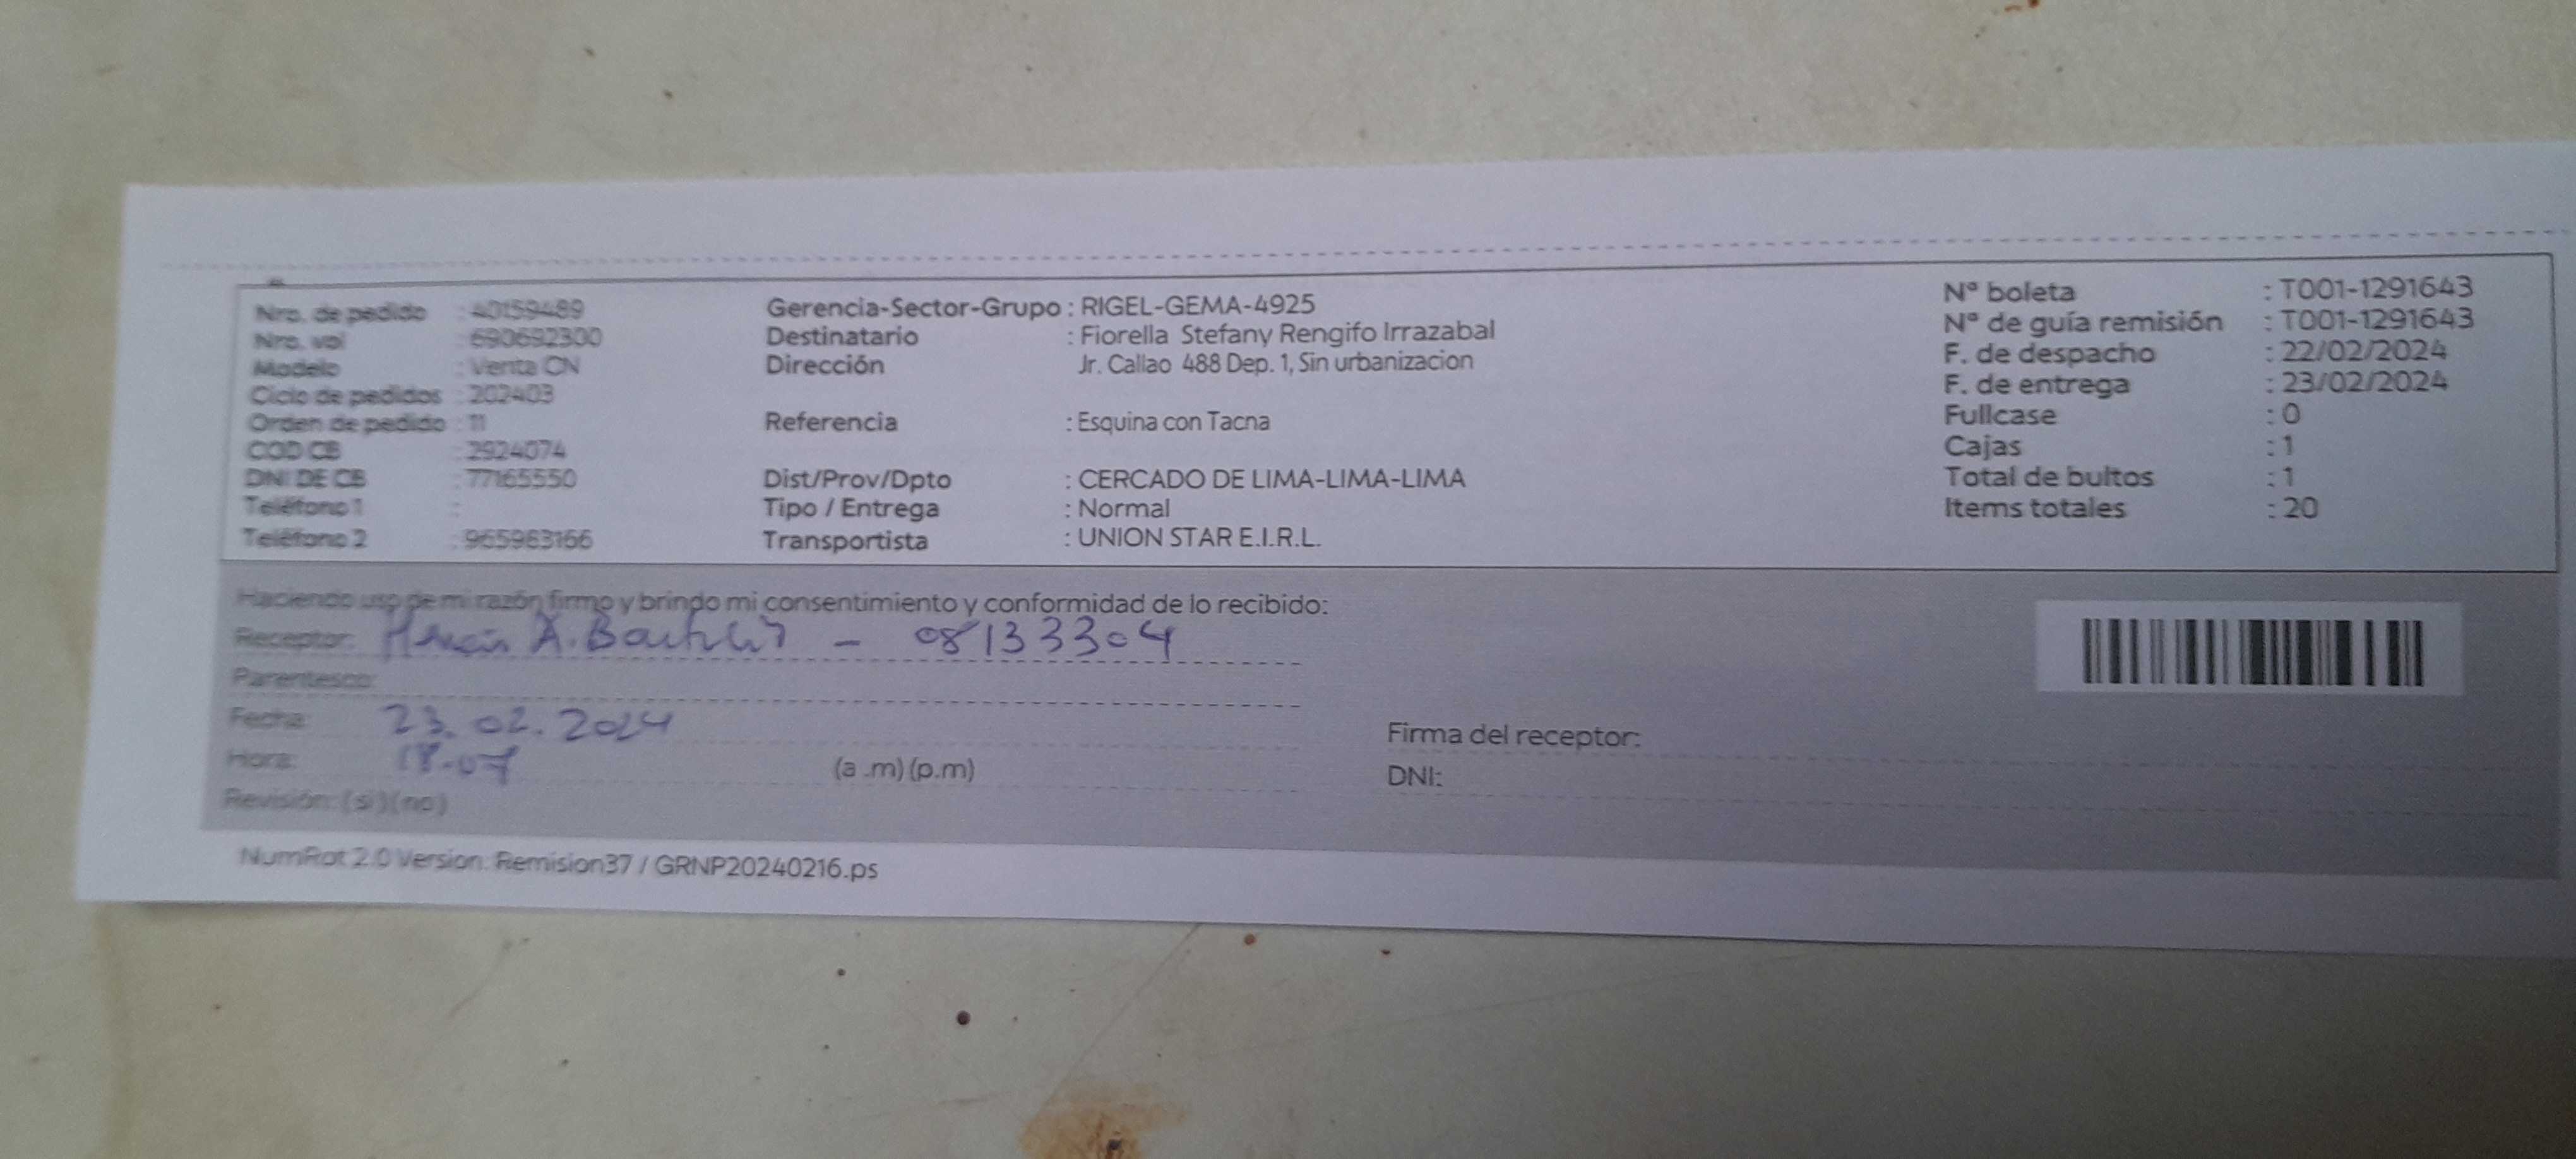 Nro. de pedido : 40159489
Nro. vol : 690692300
Modelo : Venta CN
Ciclo de pedidos : 202403
Orden de pedido : 11
COD CB : 2924074
DNI DE CB : 77165550
Teléfono 1 :
Teléfono 2 : 965983166
Gerencia-Sector-Grupo : RIGEL-GEMA-4925
Destinatario : Fiorella Stefany Rengifo Irrazabal
Dirección Jr. Callao 488 Dep. 1, Sin urbanizacion
Referencia : Esquina con Tacna
Dist/Prov/Dpto : CERCADO DE LIMA-LIMA-LIMA
Tipo / Entrega : Normal
Transportista : UNION STAR E.I.R.L.
Nª boleta : T001-1291643
Nª de guía remisión : T001-1291643
F. de despacho : 22/02/2024
F. de entrega : 23/02/2024
Fullcase : 0
Cajas : 1
Total de bultos : 1
Items totales : 20
Haciendo uso de mi razón firmo y brindo mi consentimiento y conformidad de lo recibido:
Receptor: A. - 08133304
Parentesco:
Fecha: 23.02.2024
Hora: (a .m) (p.m)
Revisión: (si) (no)
Firma del receptor:
DNI:
NumRot 2.0 Version: Remision37 / GRNP20240216.ps